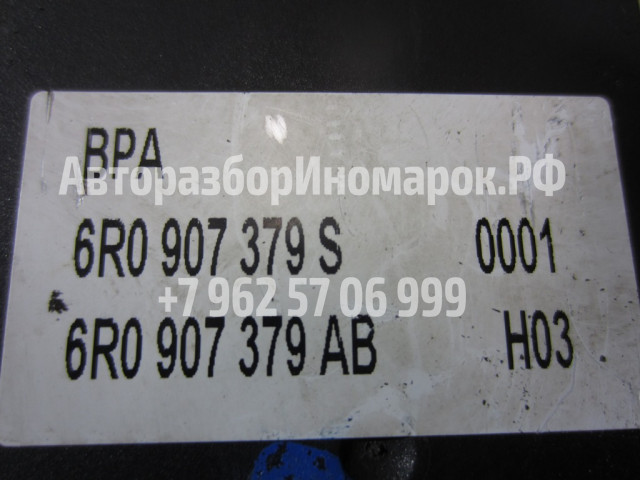 BPA
АвторазборИномарок.РФ
6R0 907 379 S 0001
+7 962 57 06 999
6R0 907 379 AB H03